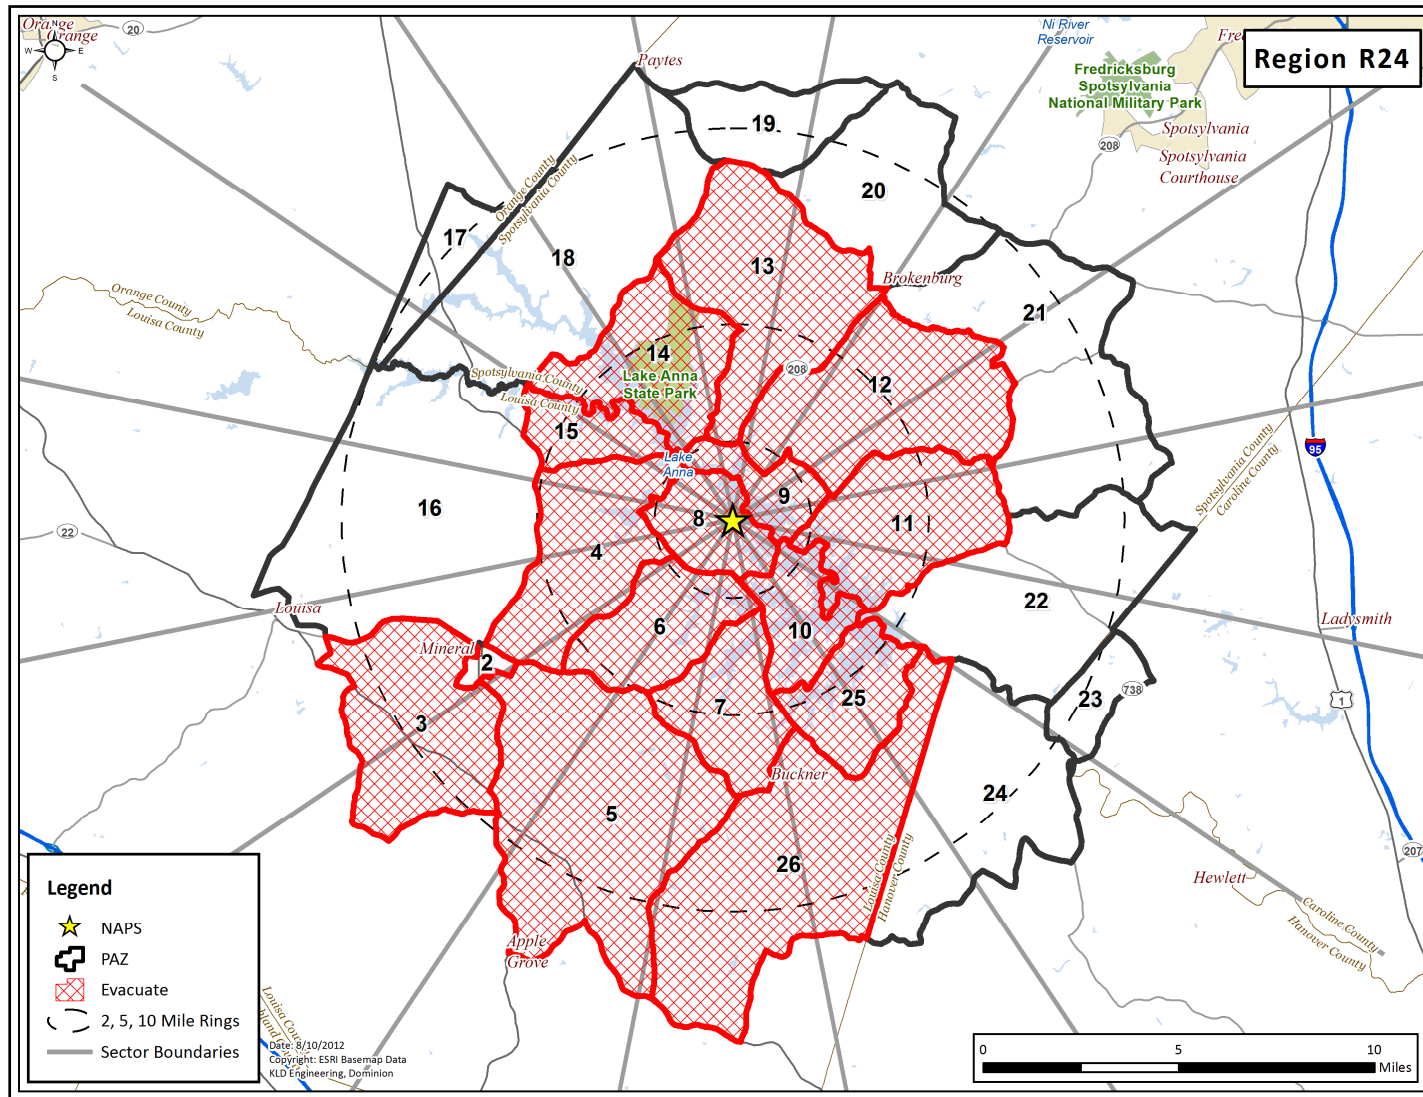 Orange
Orange
N
W
E
S
20
Paytes
Ni River
Reservoir
Fredricksburg
Spotsylvania
National Military Park
Region R24
208
Spotsylvania
Spotsylvania
Courthouse
19
20
17
18
Orange County
Spotsylvania County
13
Brokenburg
21
Orange County
Louisa County
14
Lake Anna
State Park
208
12
Spotsylvania County
Louisa County
15
Lake
Anna
Spotsylvania County
Caroline County
95
16
9
8
11
22
4
Louisa
6
10
22
Ladysmith
Mineral
2
3
7
25
23
738
1
Buckner
5
24
26
Louisa County
Hanover County
207
Hewlett
Caroline County
Hanover County
Apple
Grove
Legend
NAPS
PAZ
Evacuate
2, 5, 10 Mile Rings
Sector Boundaries
Louisa County
Date: 8/10/2012
Copyright: ESRI Basemap Data
KLD Engineering, Dominion
0
5
10
Miles